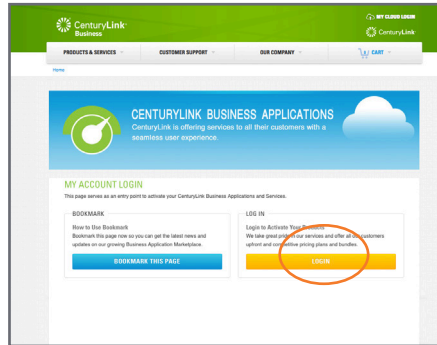 CenturyLink®
Business
MY CLOUD LOGIN
CenturyLink®
PRODUCTS & SERVICES
CUSTOMER SUPPORT
OUR COMPANY
CART
Home
CENTURYLINK BUSINESS APPLICATIONS
CenturyLink is offering services to all their customers with a
seamless user experience.
MY ACCOUNT LOGIN
This page serves as an entry point to activate your CenturyLink Business Applications and Services.
BOOKMARK
How to Use Bookmark
Bookmark this page now so you can get the latest news and
updates on our growing Business Application Marketplace.
BOOKMARK THIS PAGE
LOG IN
Login to Activate Your Products
We take great pride in our services and offer all our customers
upfront and competitive pricing plans and bundles.
LOGIN